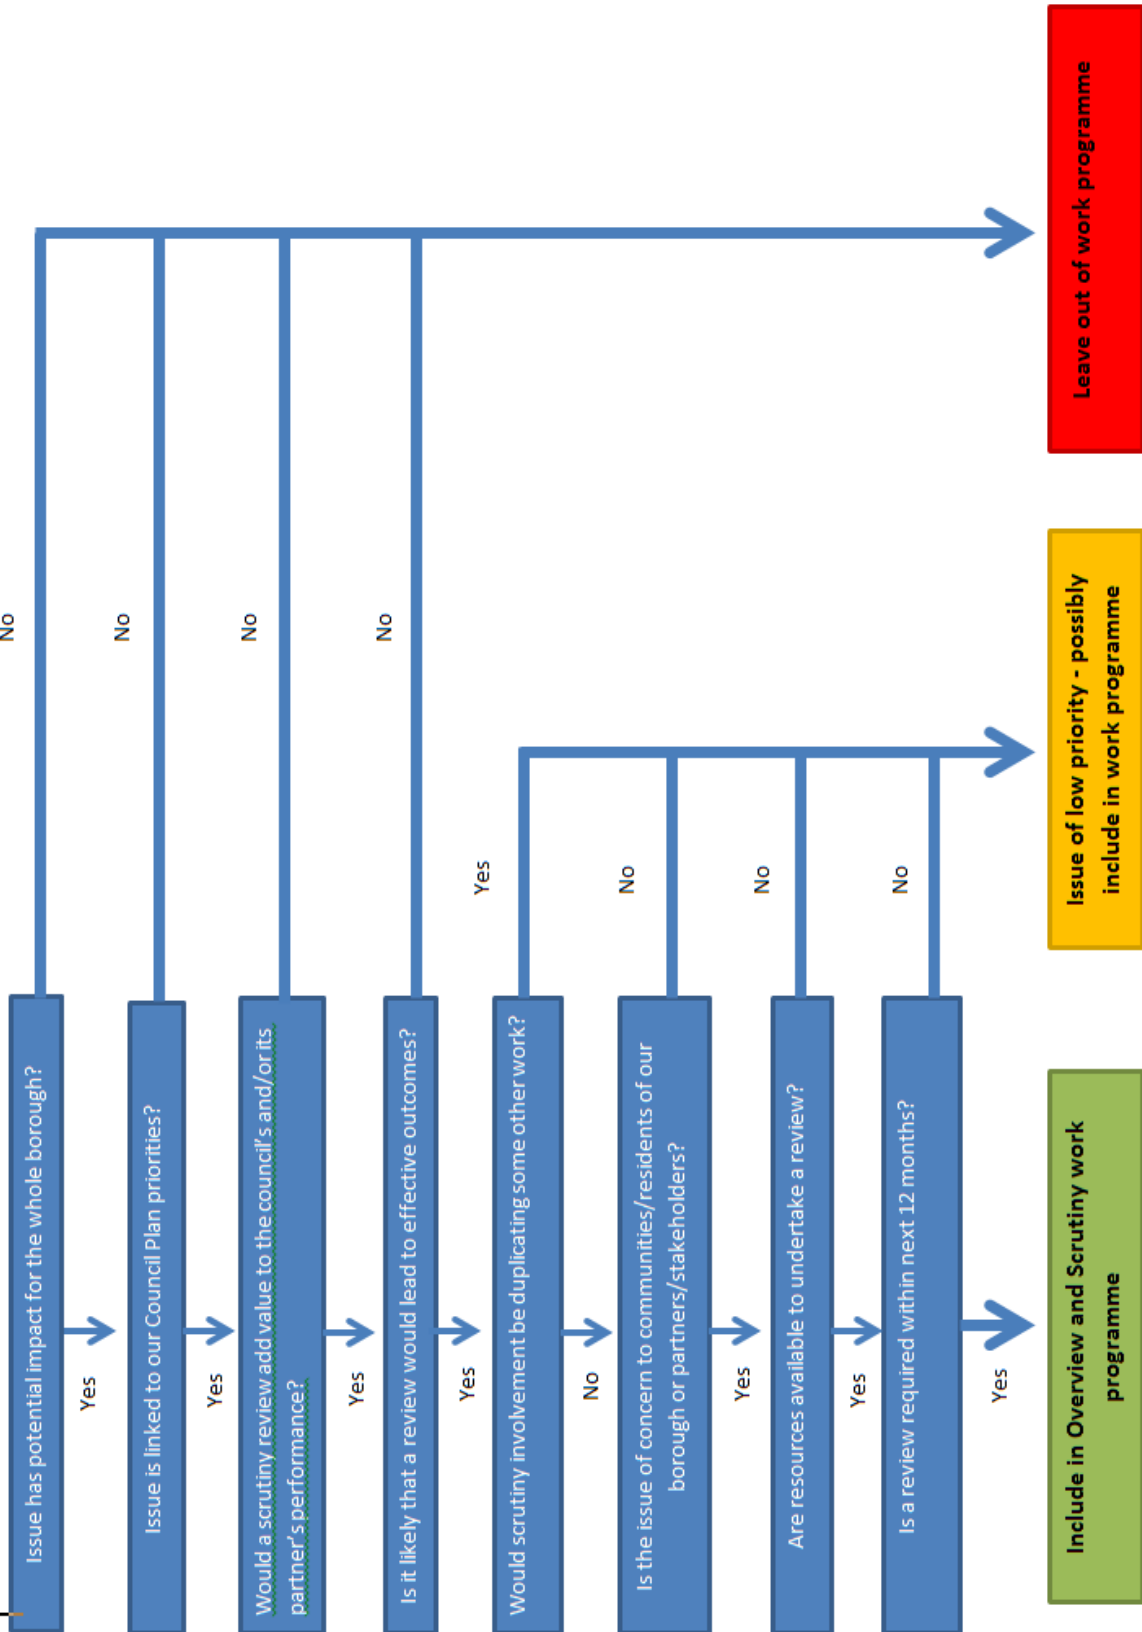 Issue has potential impact for the whole borough?
No
Yes
Issue is linked to our Council Plan priorities?
No
Yes
Would a scrutiny review add value to the council's and/or its
partner's performance?
No
Yes
Is it likely that a review would lead to effective outcomes?
No
Yes
Would scrutiny involvement be duplicating some other work?
Yes
No
Is the issue of concern to communities/residents of our
borough or partners/stakeholders?
No
Yes
Are resources available to undertake a review?
No
Yes
Is a review required within next 12 months?
No
Yes
Include in Overview and Scrutiny work
programme
Issue of low priority - possibly
include in work programme
Leave out of work programme